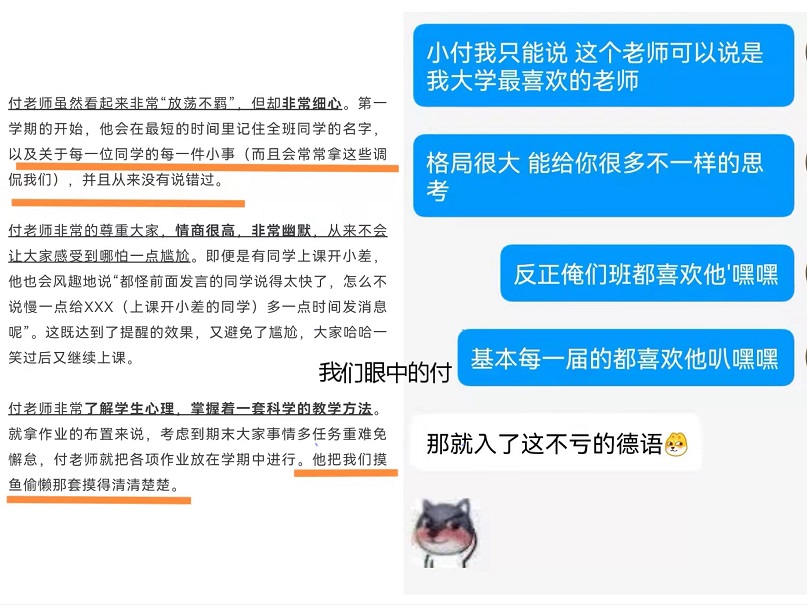 付老师虽然看起来非常“放荡不羁”，但却非常细心。第一
学期的开始，他会在最短的时间里记住全班同学的名字，
以及关于每一位同学的每一件小事（而且会常常拿这些调
侃我们），并且从来没有说错过。
付老师非常的尊重大家，情商很高，非常幽默，从来不会
让大家感受到哪怕一点尴尬。即便是有同学上课开小差，
他也会风趣地说“都怪前面发言的同学说得太快了，怎么不
说慢一点给XXX（上课开小差的同学）多一点时间发消息
呢”。这既达到了提醒的效果，又避免了尴尬，大家哈哈一
笑过后又继续上课。
付老师非常了解学生心理，掌握着一套科学的教学方法。
就拿作业的布置来说，考虑到期末大家事情多任务重难免
懈怠，付老师就把各项作业放在学期中进行。他把我们摸
鱼偷懒那套摸得清清楚楚。
我们眼中的付
小付我只能说 这个老师可以说是
我大学最喜欢的老师
格局很大 能给你很多不一样的思
考
反正俺们班都喜欢他'嘿嘿
基本每一届的都喜欢他叭嘿嘿
那就入了这不亏的德语